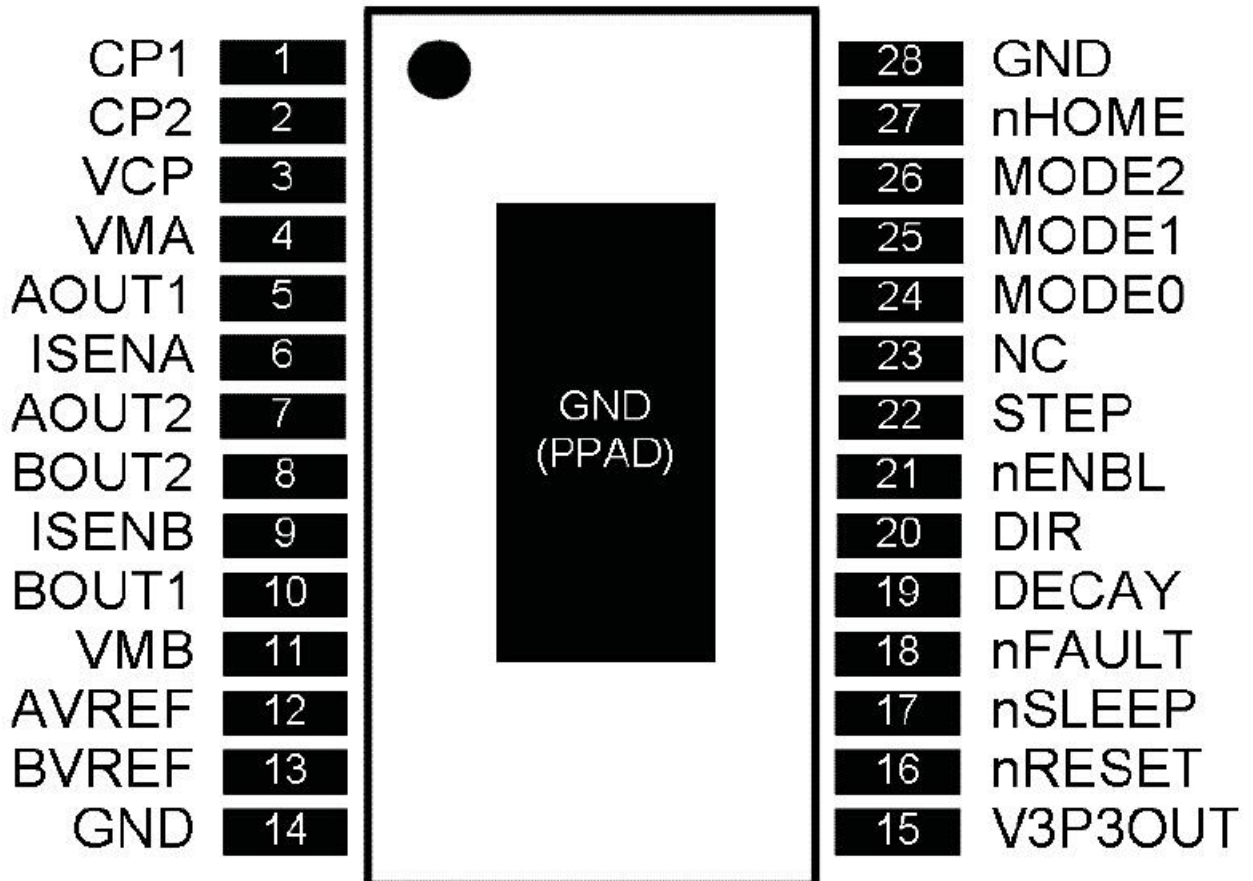 CP1 1
CP2 2
VCP 3
VMA 4
AOUT1 5
ISENA 6
AOUT2 7
BOUT2 8
ISENB 9
BOUT1 10
VMB 11
AVREF 12
BVREF 13
GND 14
GND
(PPAD)
28 GND
27 nHOME
26 MODE2
25 MODE1
24 MODE0
23 NC
22 STEP
21 nENBL
20 DIR
19 DECAY
18 nFAULT
17 nSLEEP
16 nRESET
15 V3P3OUT